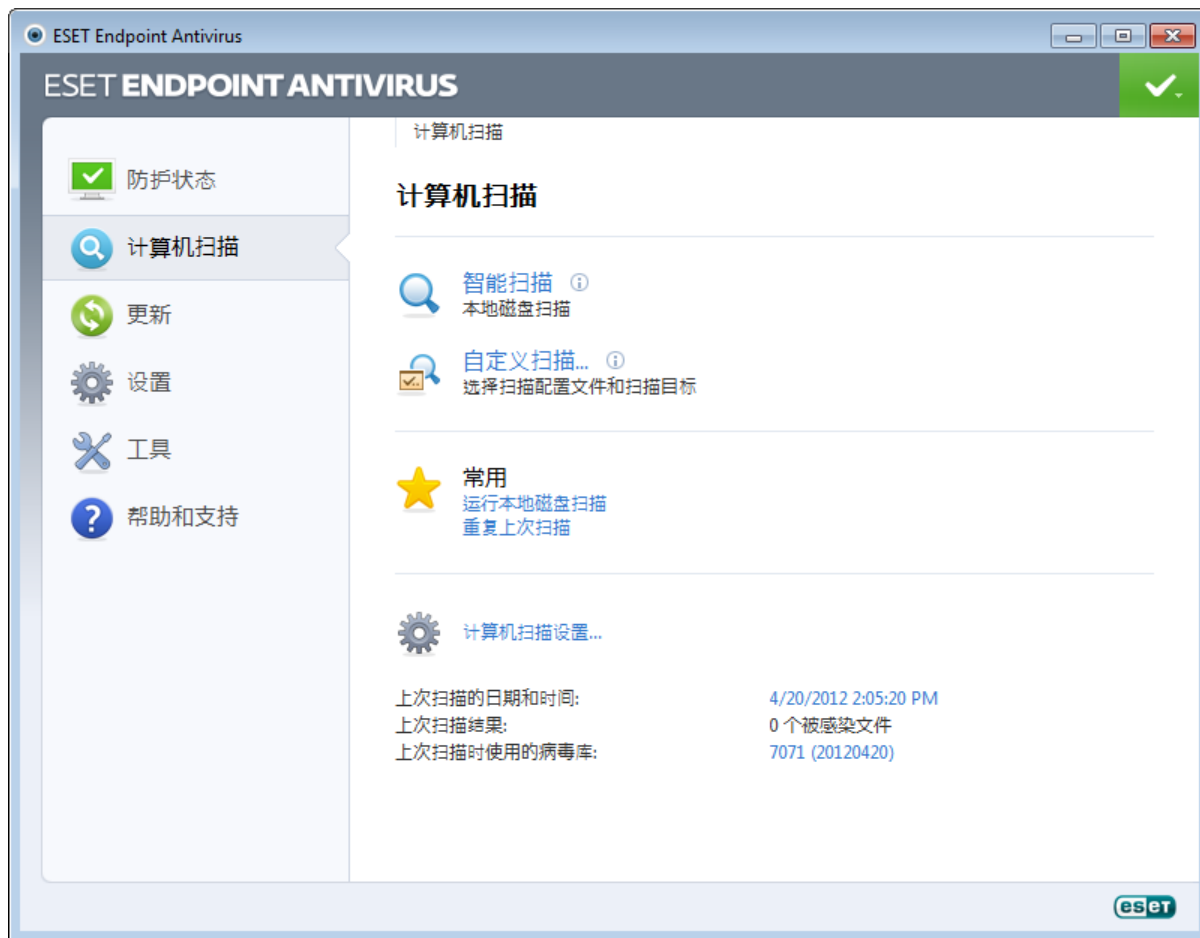 ESET Endpoint Antivirus
ESET ENDPOINT ANTIVIRUS
防护状态
计算机扫描
更新
设置
工具
帮助和支持
计算机扫描
计算机扫描
智能扫描
本地磁盘扫描
自定义扫描...
选择扫描配置文件和扫描目标
常用
运行本地磁盘扫描
重复上次扫描
计算机扫描设置...
上次扫描的日期和时间: 4/20/2012 2:05:20 PM
上次扫描结果: 0 个被感染文件
上次扫描时使用的病毒库: 7071 (20120420)
eset